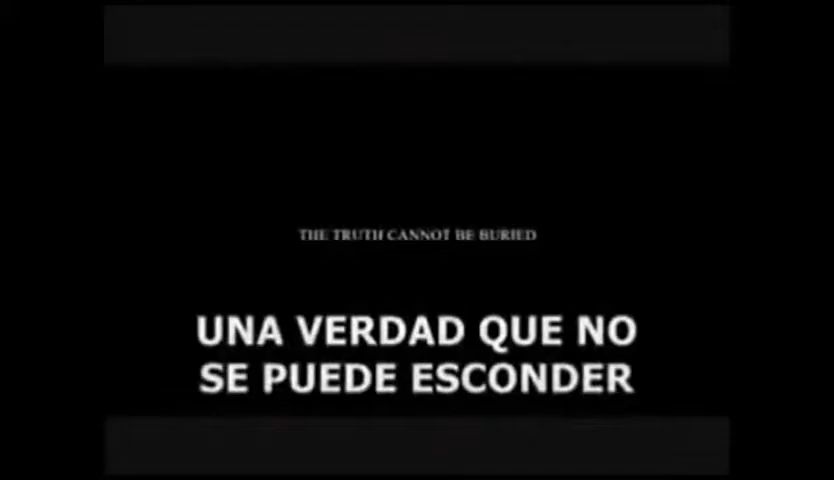 THE TRUTH CANNOT BE BURIED
UNA VERDAD QUE NO
SE PUEDE ESCONDER